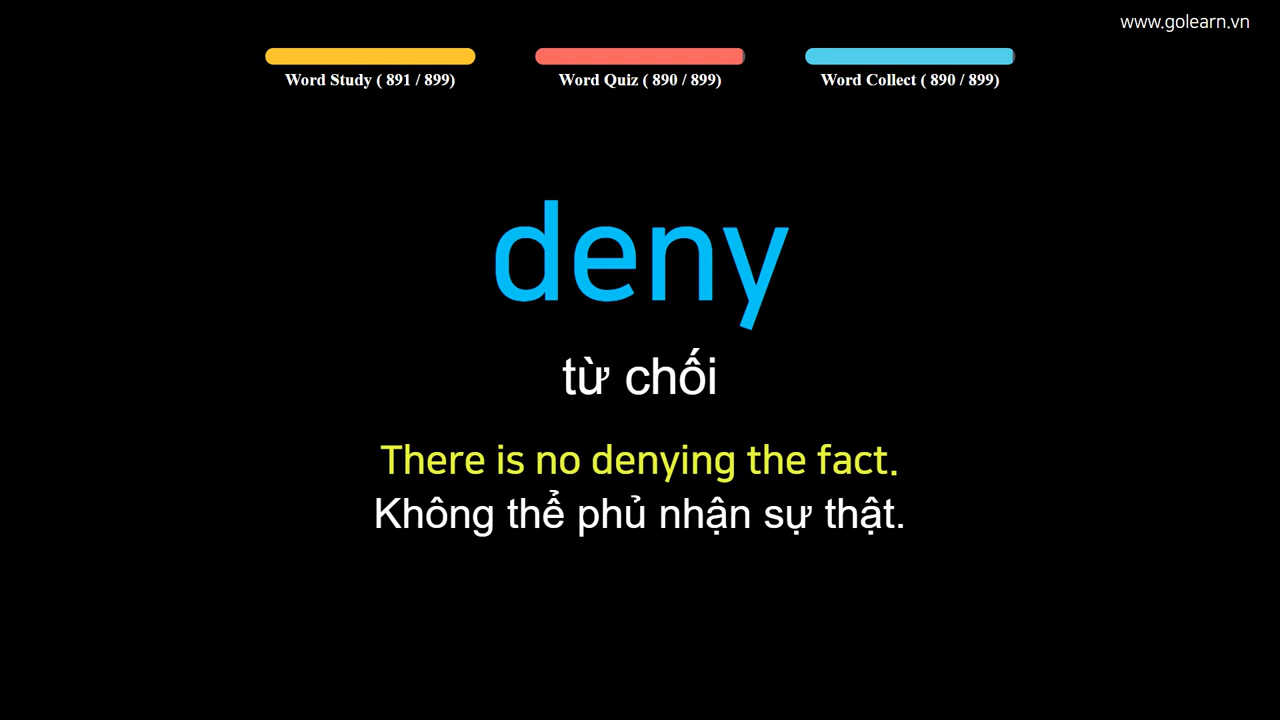 www.golearn.vn
Word Study ( 891 / 899)
Word Quiz ( 890 / 899)
Word Collect ( 890 / 899)
deny
từ chối
There is no denying the fact.
Không thể phủ nhận sự thật.